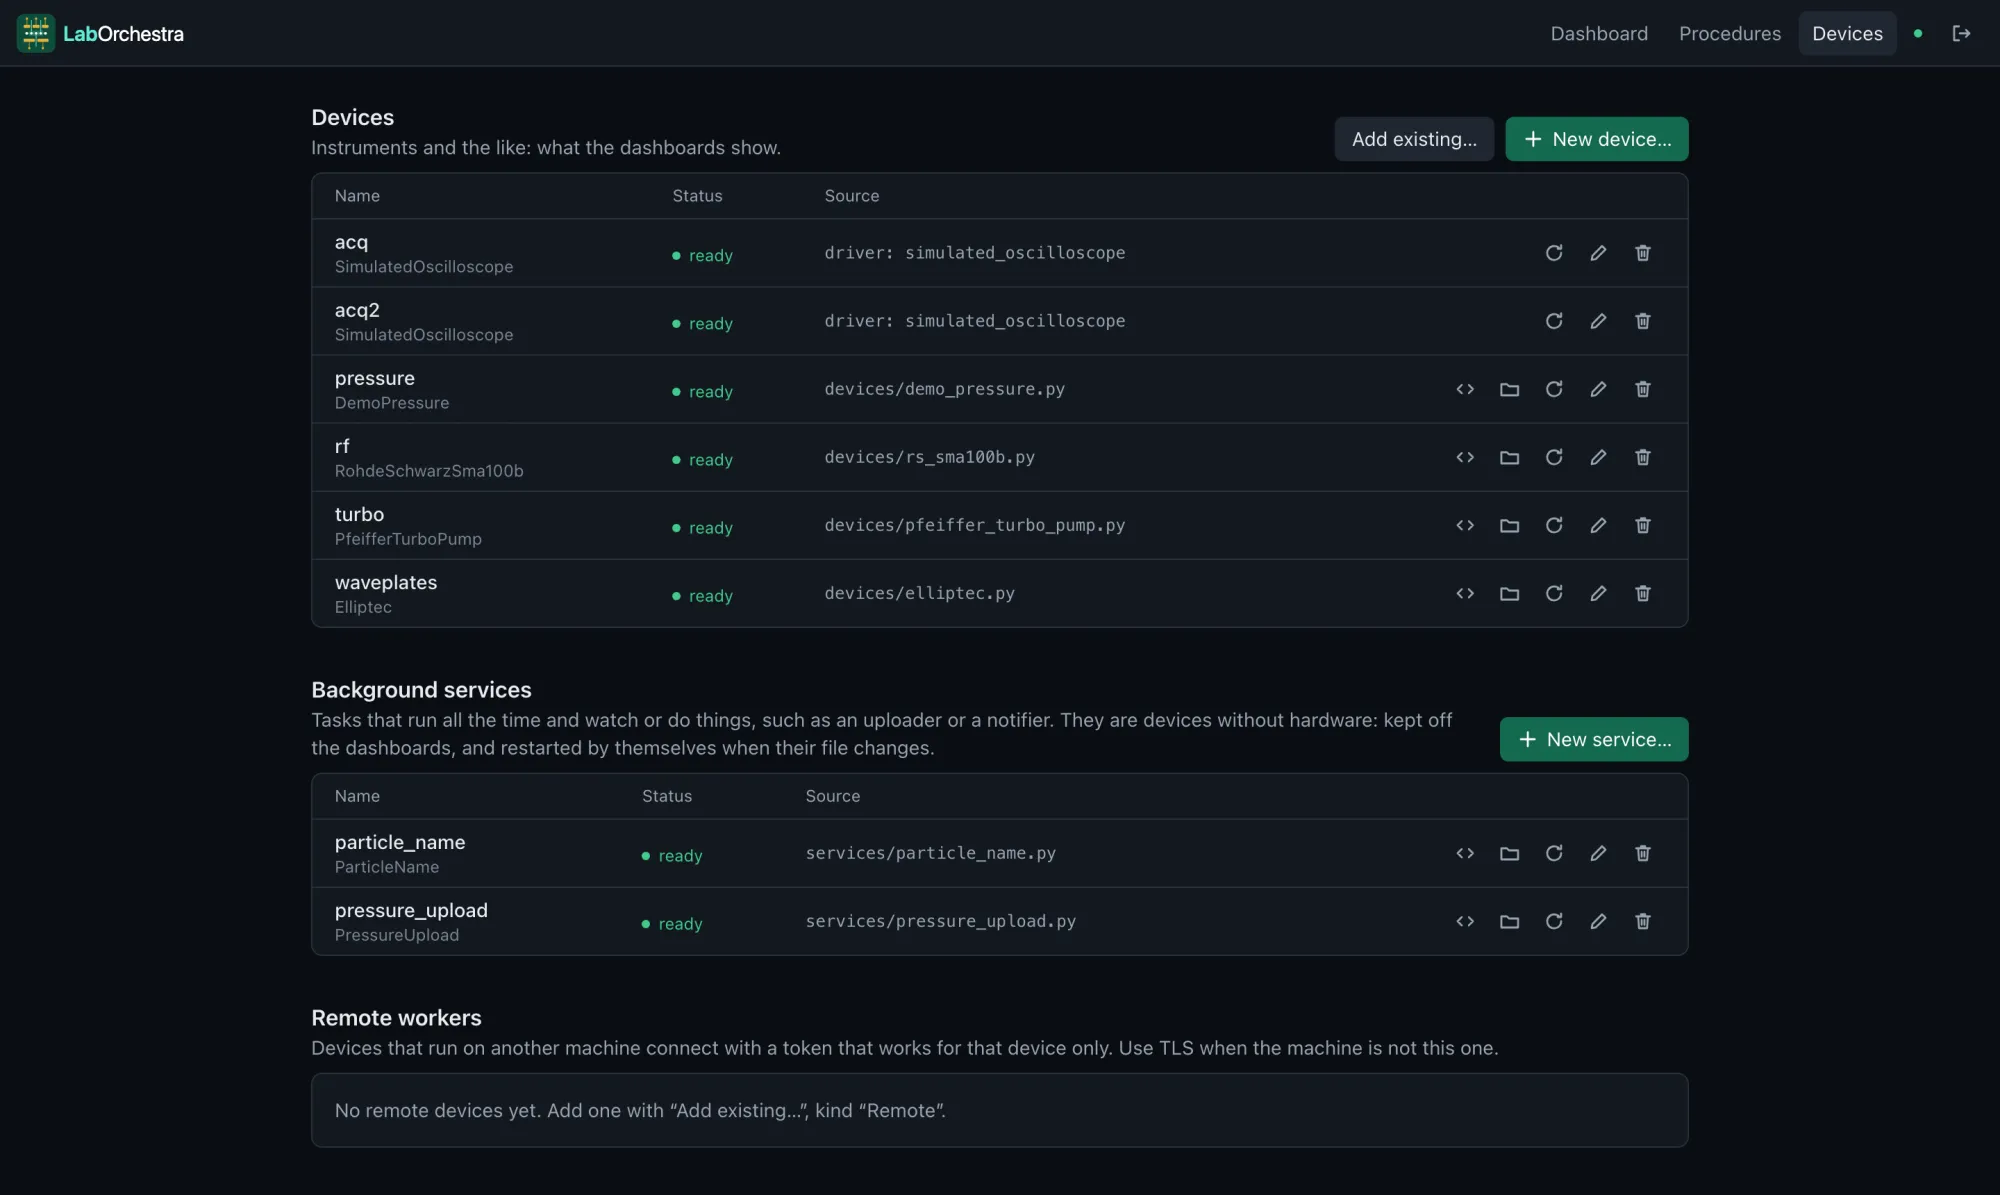 LabOrchestra
Dashboard
Procedures
Devices
Devices
Instruments and the like: what the dashboards show.
Add existing...
+ New device...
Name Status Source
acq
SimulatedOscilloscope
ready
driver: simulated_oscilloscope
acq2
SimulatedOscilloscope
ready
driver: simulated_oscilloscope
pressure
DemoPressure
ready
devices/demo_pressure.py
rf
RohdeSchwarzSma100b
ready
devices/rs_sma100b.py
turbo
PfeifferTurboPump
ready
devices/pfeiffer_turbo_pump.py
waveplates
Elliptec
ready
devices/elliptec.py
Background services
Tasks that run all the time and watch or do things, such as an uploader or a notifier. They are devices without hardware: kept off
the dashboards, and restarted by themselves when their file changes.
+ New service...
Name Status Source
particle_name
ParticleName
ready
services/particle_name.py
pressure_upload
PressureUpload
ready
services/pressure_upload.py
Remote workers
Devices that run on another machine connect with a token that works for that device only. Use TLS when the machine is not this one.
No remote devices yet. Add one with “Add existing...”, kind “Remote”.